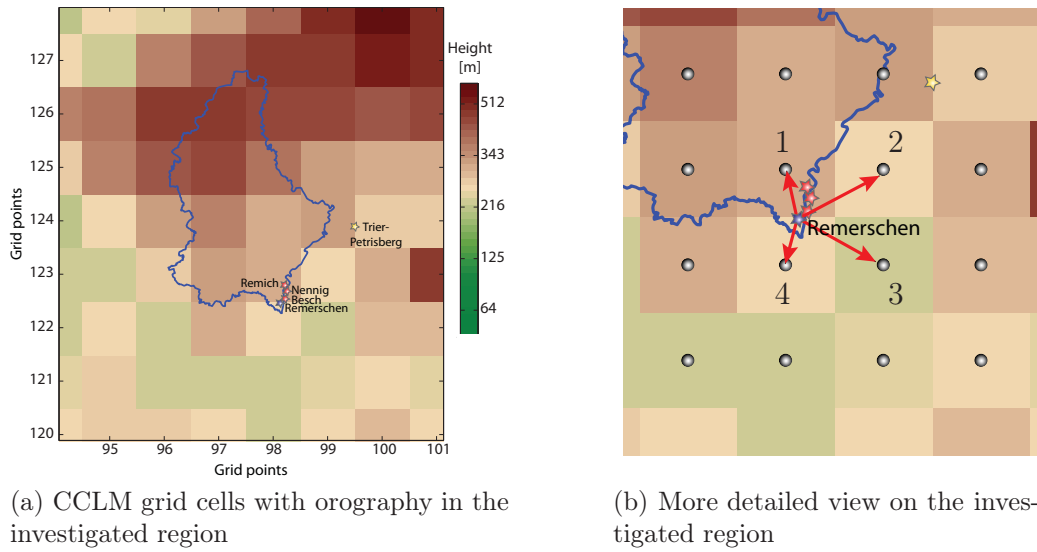 Height
[m]
512
343
216
125
64
127
126
125
124
123
122
121
120
Grid points
95
96
97
98
99
100
101
Grid points
Trier-
Petrisberg
Remich
Nennig
Besch
Remerschen
1
2
Remerschen
4
3
(a) CCLM grid cells with orography in the
investigated region
(b) More detailed view on the inves-
tigated region